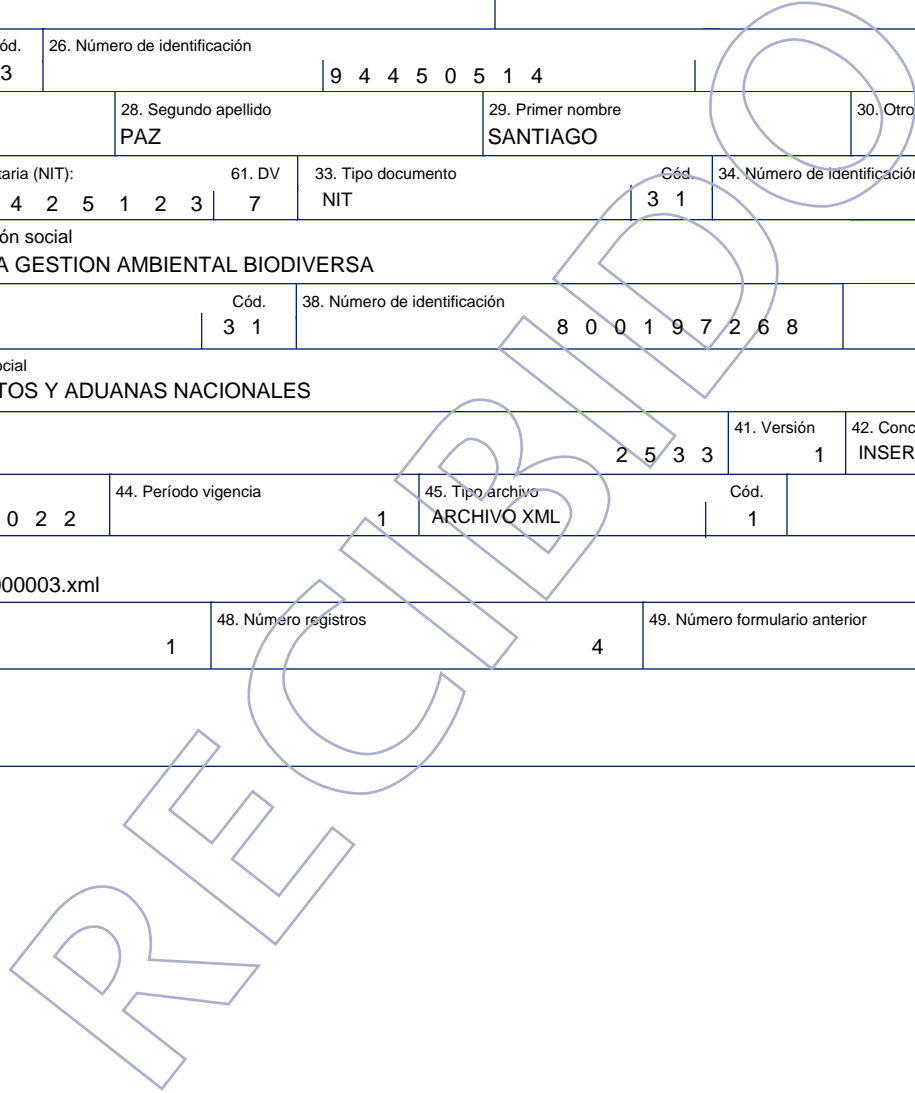 ód. 26. Número de identificación
3 9 4 4 5 0 5 1 4
28. Segundo apellido 29. Primer nombre 30. Otro
PAZ SANTIAGO
taria (NIT): 61. DV 33. Tipo documento Cód. 34. Número de identificación
4 2 5 1 2 3 7 NIT 3 1
ón social
A GESTION AMBIENTAL BIODIVERSA
Cód. 38. Número de identificación
3 1 8 0 0 1 9 7 2 6 8
ocial
TOS Y ADUANAS NACIONALES
41. Versión 42. Conc
2 5 3 3 1 INSER
44. Período vigencia 45. Tipo archivo Cód.
0 2 2 1 ARCHIVO XML 1
000003.xml
48. Número registros 49. Número formulario anterior
1 4
RECIBIDO